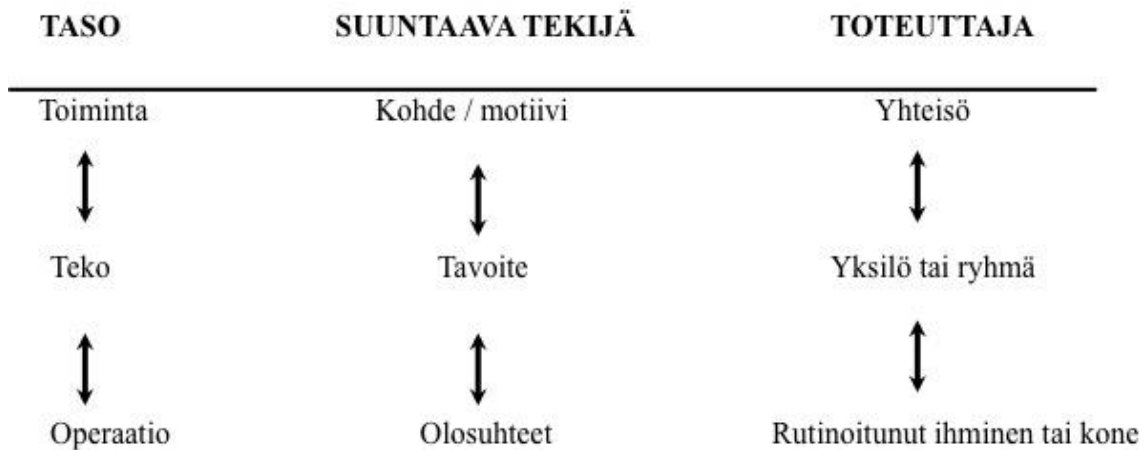 TASO SUUNTAAVA TEKIJÄ TOTEUTTAJA
Toiminta Kohde / motiivi Yhteisö
Teko Tavoite Yksilö tai ryhmä
Operaatio Olosuhteet Rutinoitunut ihminen tai kone